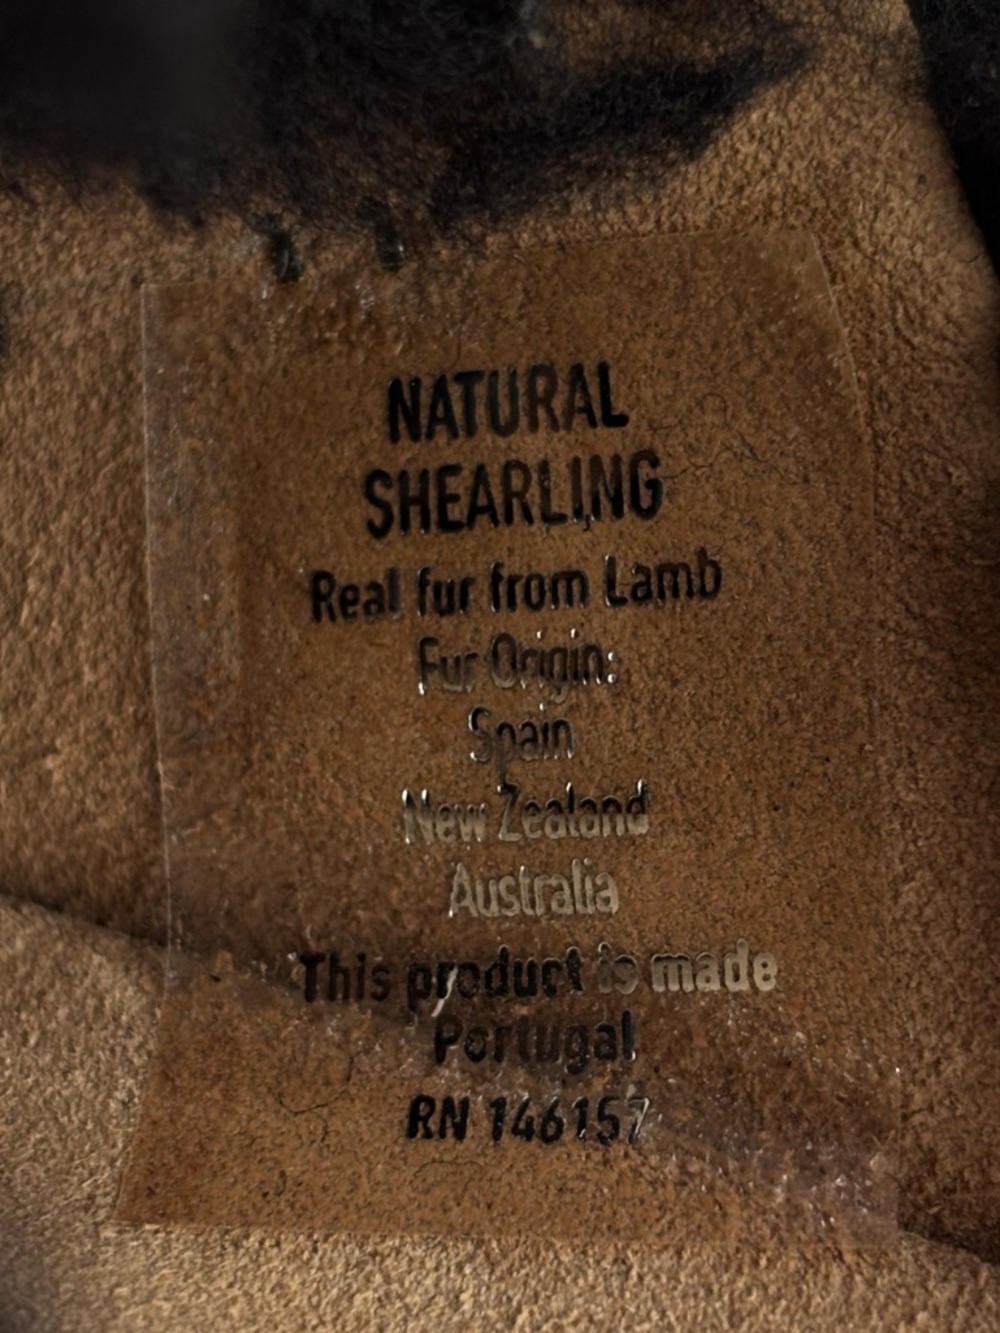 NATURAL
SHEARLING
Real fur from Lamb
Fur Origin:
Spain
New Zealand
Australia
This product is made
Portugal
RN 146157